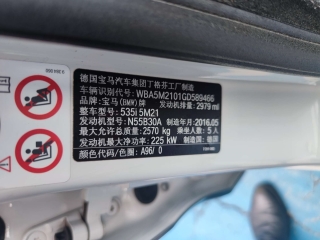 德国宝马汽车集团丁格芬工厂制造
车辆识别代号: WBA5M2101GD589466
品牌: 宝马(BMW)牌 发动机排量: 2979 ml
型号: 535i 5M21
发动机型号: N55B30A 制造年月: 2016.05
最大允许总质量: 2570 kg 乘坐人数: 5 人
发动机最大净功率: 225 kW 制造国: 德国
颜色代码/色圈: A96/ 0